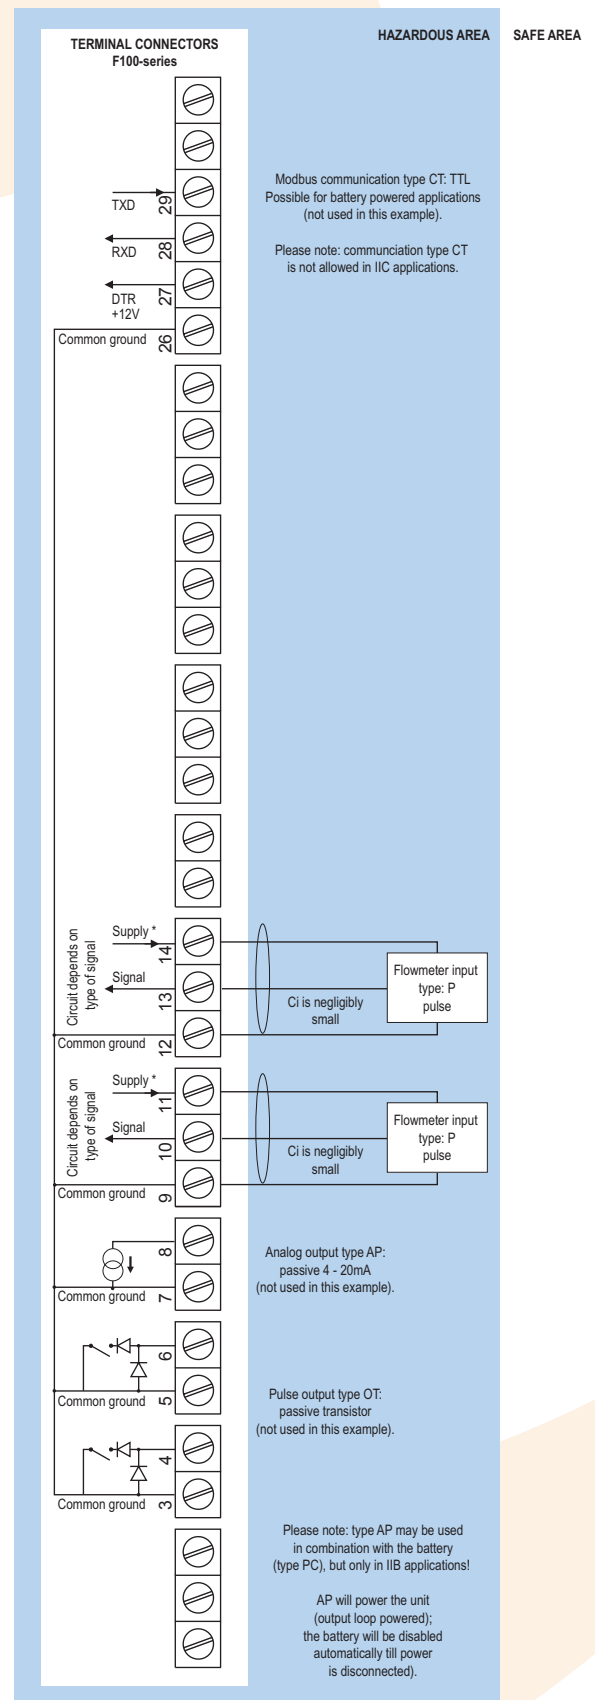 HAZARDOUS AREA
SAFE AREA
TERMINAL CONNECTORS
F100-series
Modbus communication type CT: TTL
Possible for battery powered applications
(not used in this example).
Please note: communciation type CT
is not allowed in IIC applications.
TXD
29
RXD
28
DTR
+12V
27
Common ground
26
Circuit depends on
type of signal
Supply *
14
Signal
13
Common ground
12
Ci is negligibly
small
Flowmeter input
type: P
pulse
Circuit depends on
type of signal
Supply *
11
Signal
10
Common ground
9
Ci is negligibly
small
Flowmeter input
type: P
pulse
8
Common ground
7
Analog output type AP:
passive 4 - 20mA
(not used in this example).
6
Common ground
5
Pulse output type OT:
passive transistor
(not used in this example).
4
Common ground
3
Please note: type AP may be used
in combination with the battery
(type PC), but only in IIB applications!
AP will power the unit
(output loop powered);
the battery will be disabled
automatically till power
is disconnected).